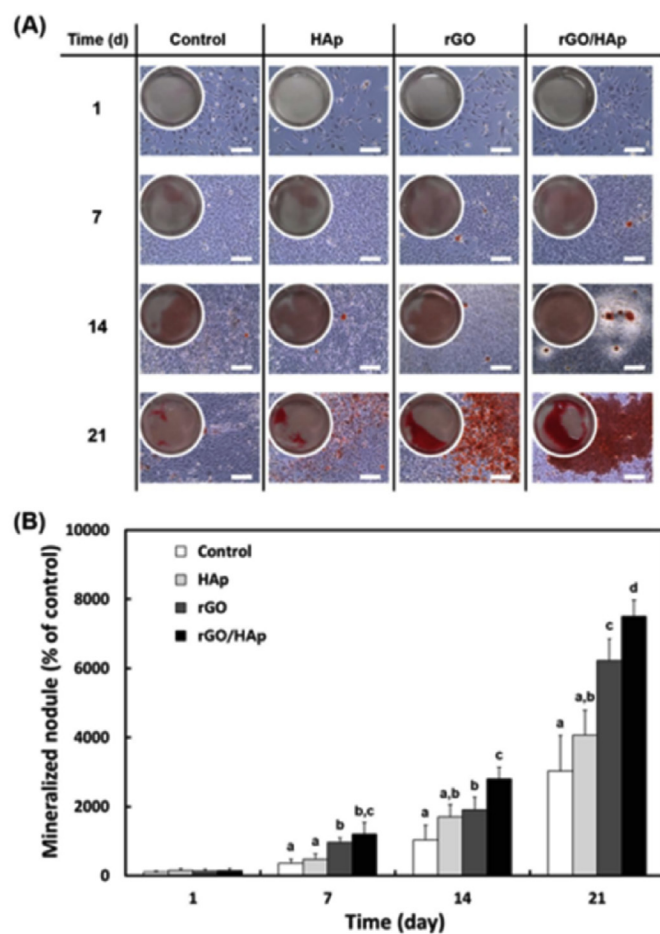 (A)
Time (d) Control HAp rGO rGO/HAp
1
7
14
21
(B)
Mineralized nodule (% of control)
10000
8000
6000
4000
2000
0
Control
HAp
rGO
rGO/HAp
a a b b,c
a a,b b c
a a,b c d
1 7 14 21
Time (day)